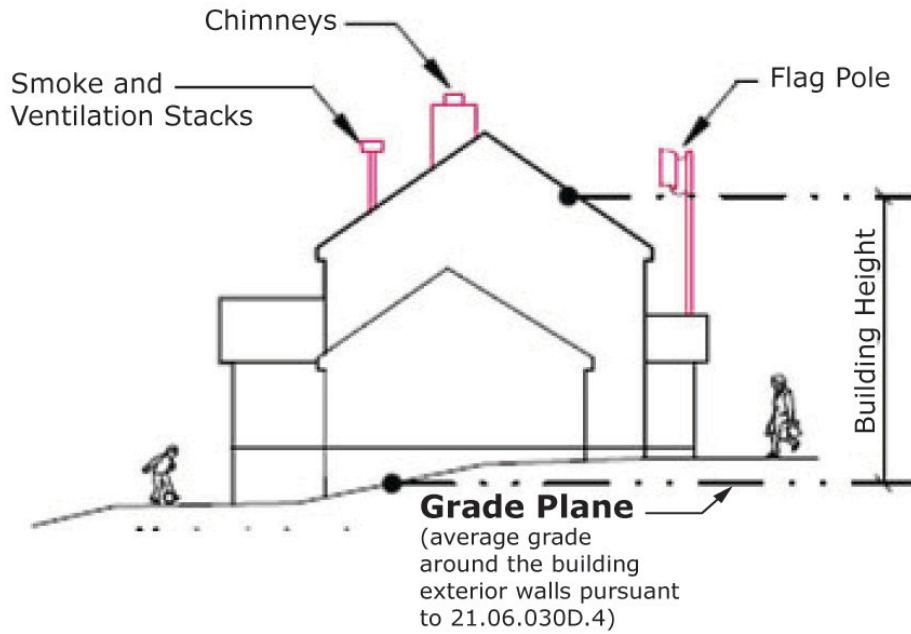 Chimneys
Smoke and
Ventilation Stacks
Flag Pole
Building Height
Grade Plane
(average grade
around the building
exterior walls pursuant
to 21.06.030D.4)